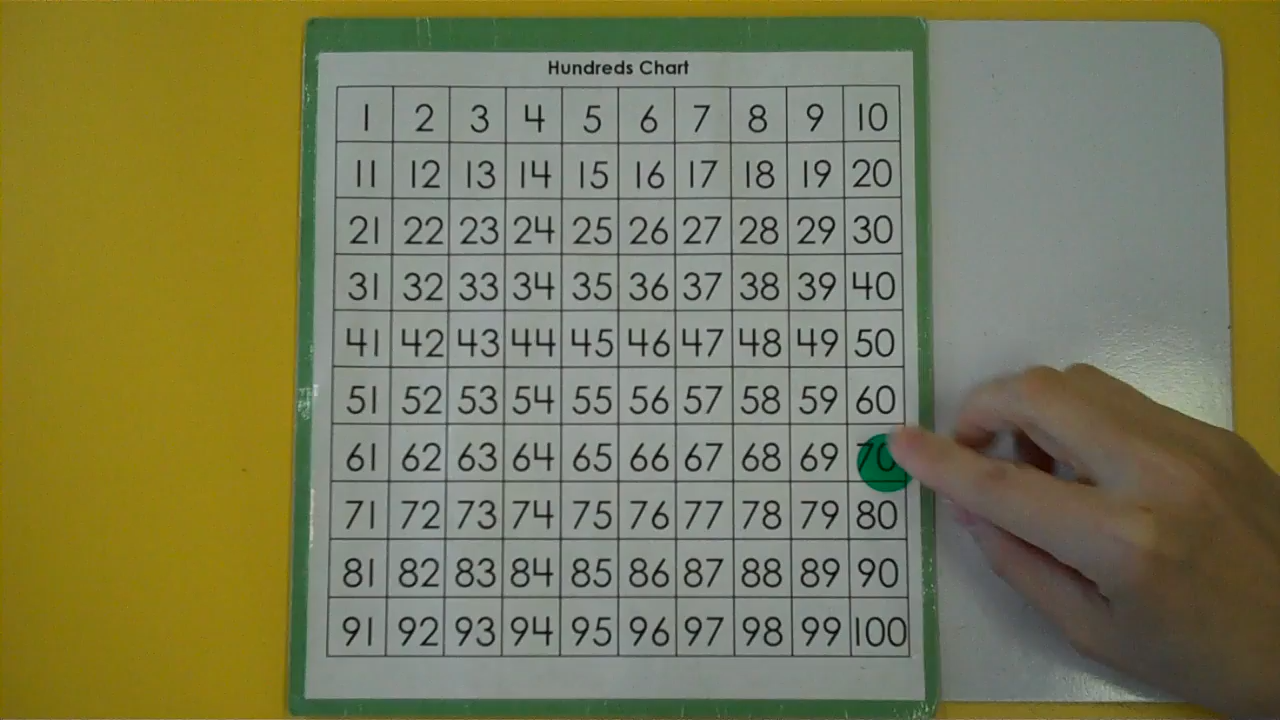 Hundreds Chart
1 2 3 4 5 6 7 8 9 10
11 12 13 14 15 16 17 18 19 20
21 22 23 24 25 26 27 28 29 30
31 32 33 34 35 36 37 38 39 40
41 42 43 44 45 46 47 48 49 50
51 52 53 54 55 56 57 58 59 60
61 62 63 64 65 66 67 68 69 70
71 72 73 74 75 76 77 78 79 80
81 82 83 84 85 86 87 88 89 90
91 92 93 94 95 96 97 98 99 100